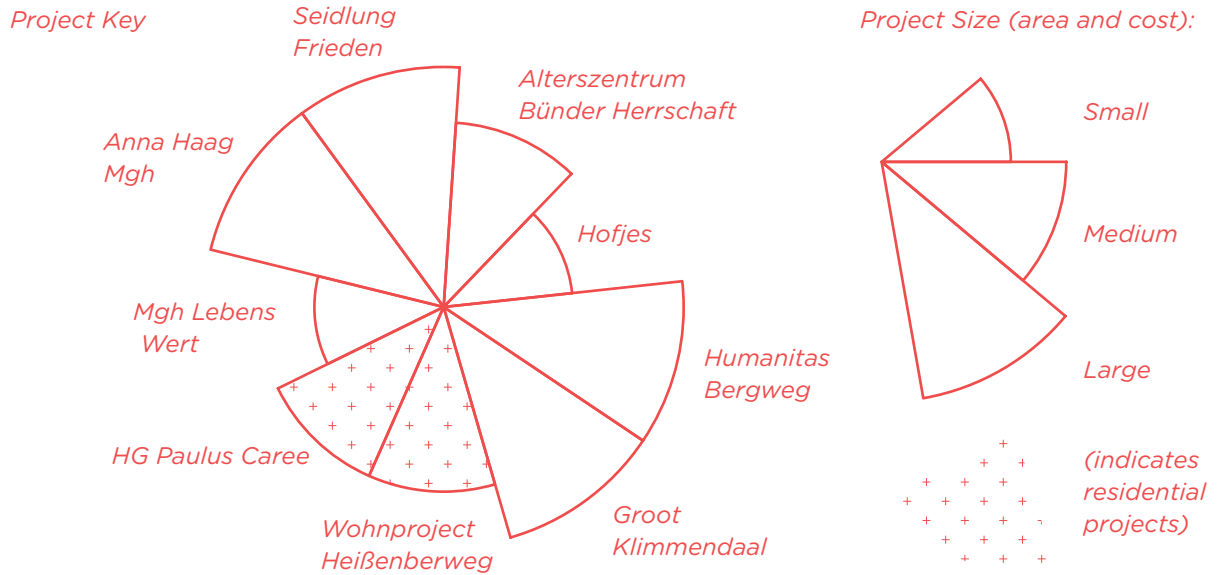 Project Key
Seidlung
Frieden
Alterszentrum
Bünder Herrschaft
Anna Haag
Mgh
Hofjes
Mgh Lebens
Wert
Humanitas
Bergweg
HG Paulus Caree
Wohnproject
Heißenberweg
Groot
Klimmendaal
Project Size (area and cost):
Small
Medium
Large
(indicates
residential
projects)